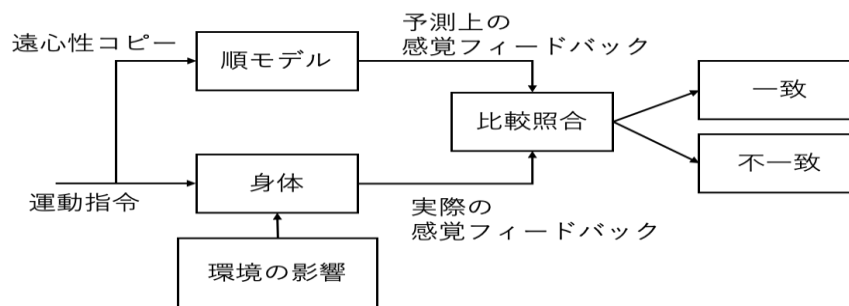 遠心性コピー
順モデル
予測上の
感覚フィードバック
比較照合
一致
不一致
運動指令
身体
実際の
感覚フィードバック
環境の影響